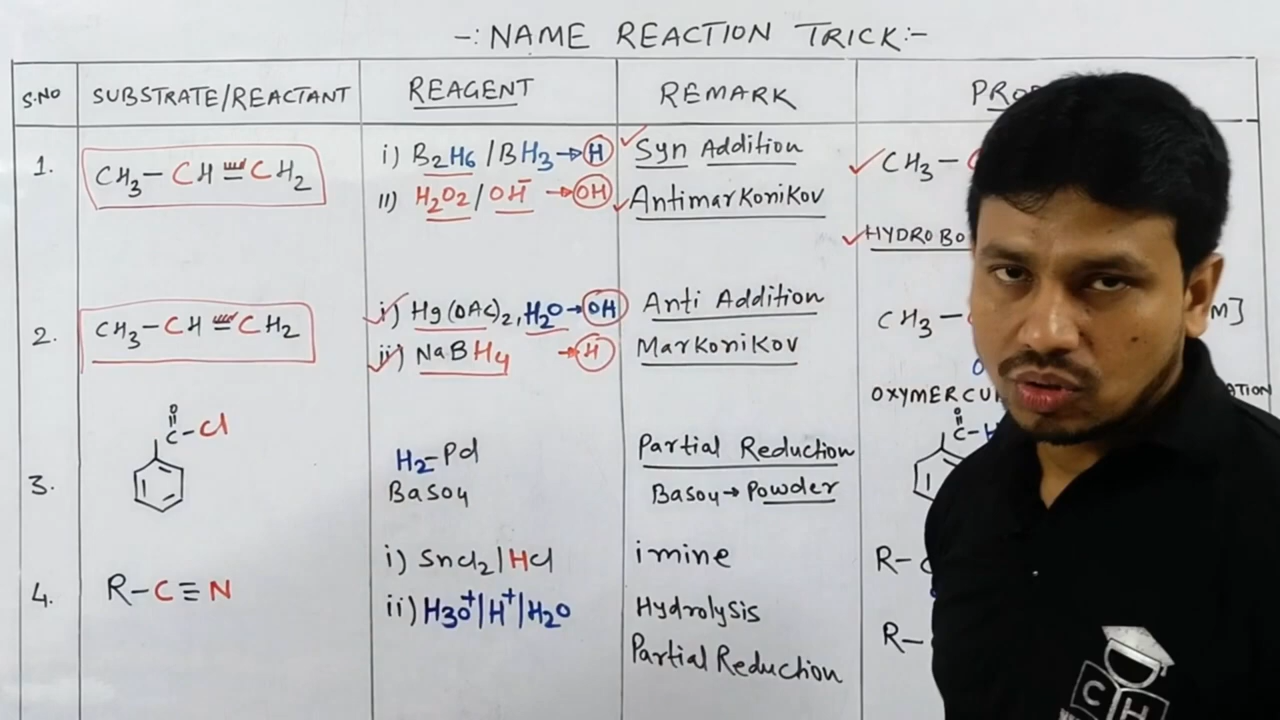 -: NAME REACTION TRICK:-
S.NO SUBSTRATE/REACTANT REAGENT REMARK
1. CH3-CH=CH2 i) B2H6/BH3→H Syn Addition CH3-
ii) H2O2/OH⁻→OH Antimarkonikov
HYDROBO
2. CH3-CH=CH2 i) Hg(OAc)2, H2O→OH Anti Addition CH3-
ii) NaBH4→H Markonikov
OXYMERCU ATION
O
C-Cl
3. H2-Pd Partial Reduction
BaSO4 BaSO4→Powder
4. R-C≡N i) SnCl2/HCl imine R-C
ii) H3O⁺/H⁺/H2O Hydrolysis R-
Partial Reduction
C H